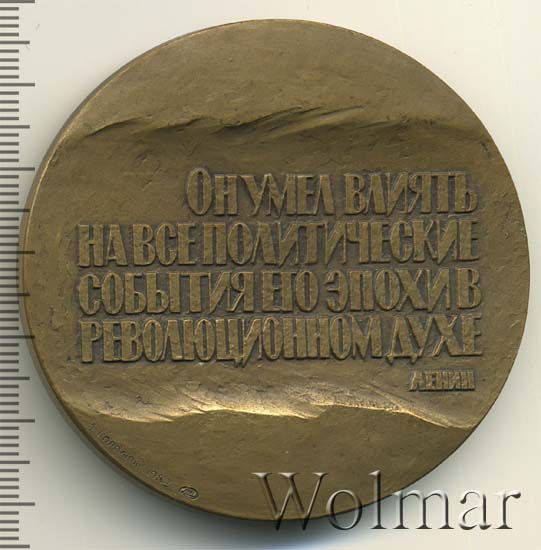 ОН УМЕЛ ВЛИЯТЬ
НА ВСЕ ПОЛИТИЧЕСКИЕ
СОБЫТИЯ ЕГО ЭПОХИ В
РЕВОЛЮЦИОННОМ ДУХЕ
ЛЕНИН
Wolmar